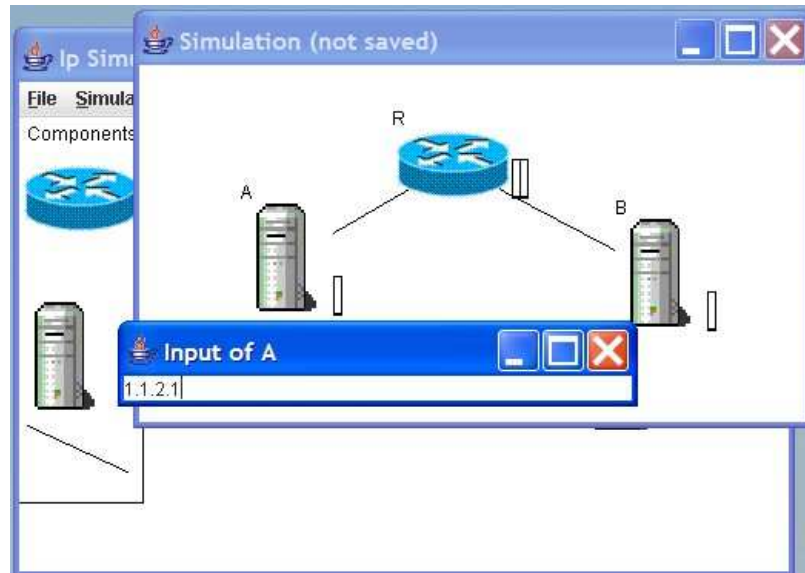 Simulation (not saved)
Ip Sim
File Simula
Components
R
A
B
Input of A
1.1.2.1